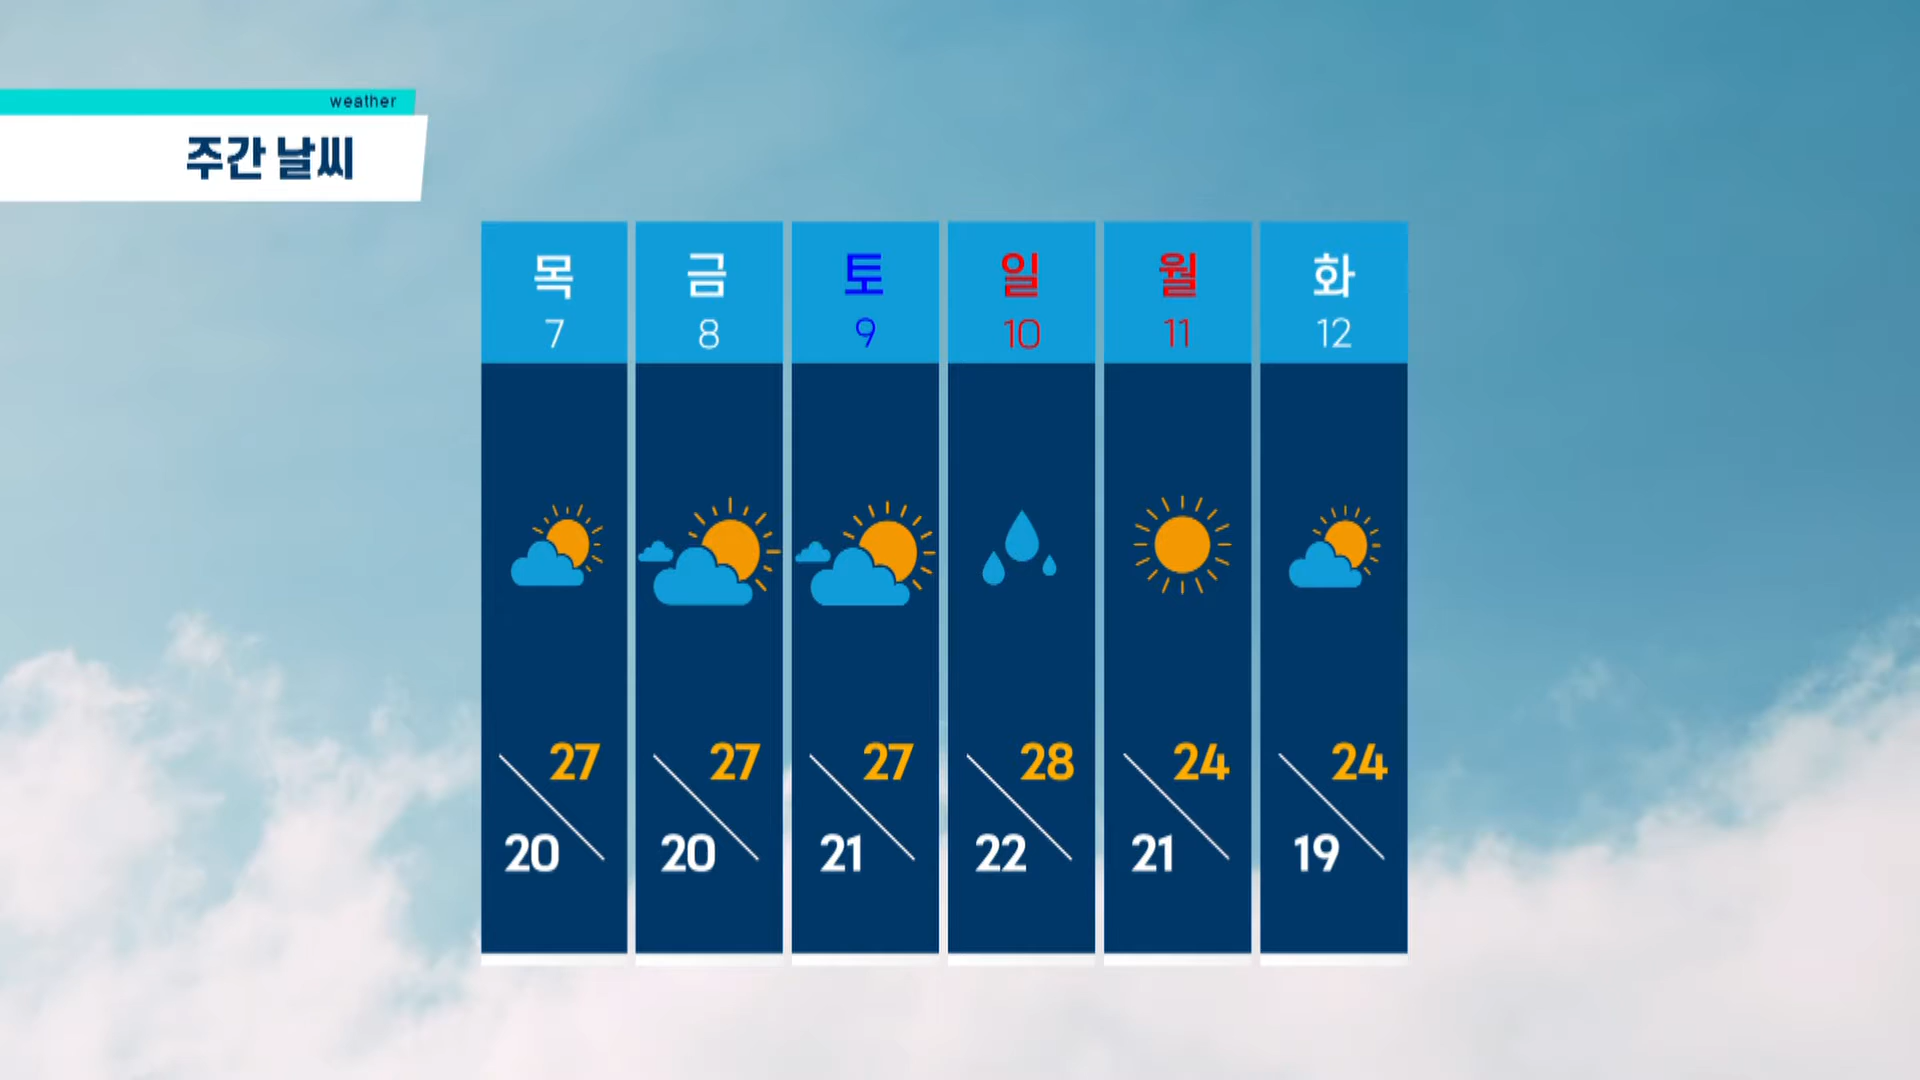 weather
주간 날씨
목 금 토 일 월 화
7 8 9 10 11 12
27 27 27 28 24 24
20 20 21 22 21 19